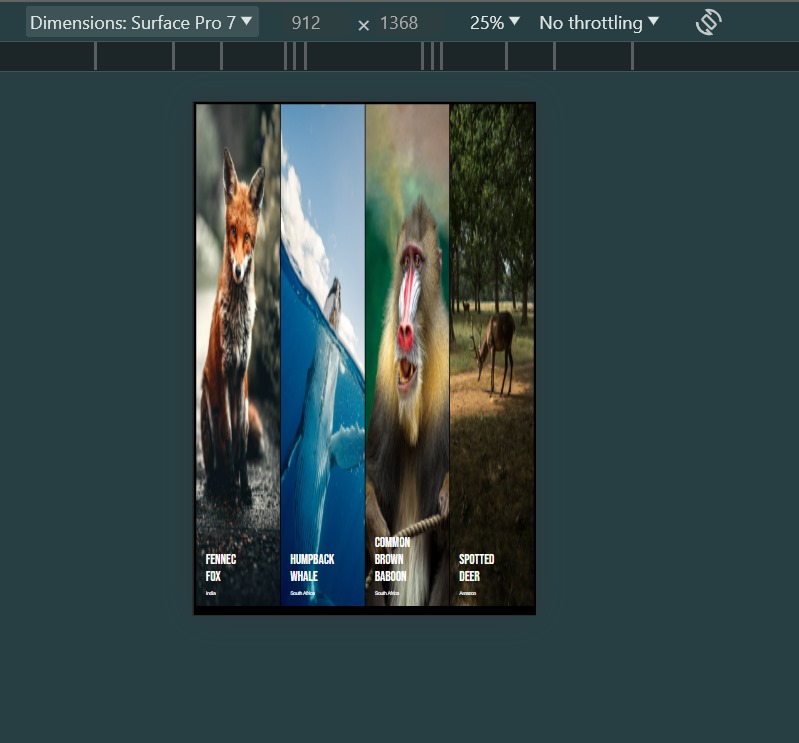 Dimensions: Surface Pro 7 912 × 1368 25% No throttling
FENNEC
FOX
India
HUMPBACK
WHALE
South Africa
COMMON
BROWN
BABOON
South Africa
SPOTTED
DEER
Amazon